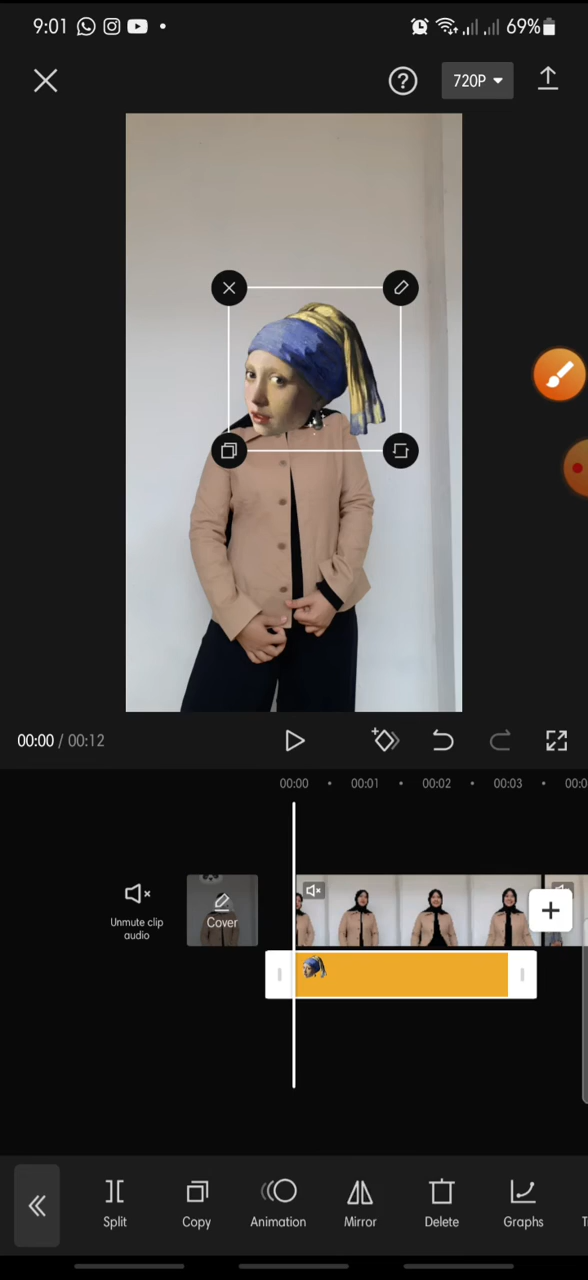 9:01 69%
720P
00:00 / 00:12
00:00 00:01 00:02 00:03
Unmute clip
audio
Cover
Split Copy Animation Mirror Delete Graphs